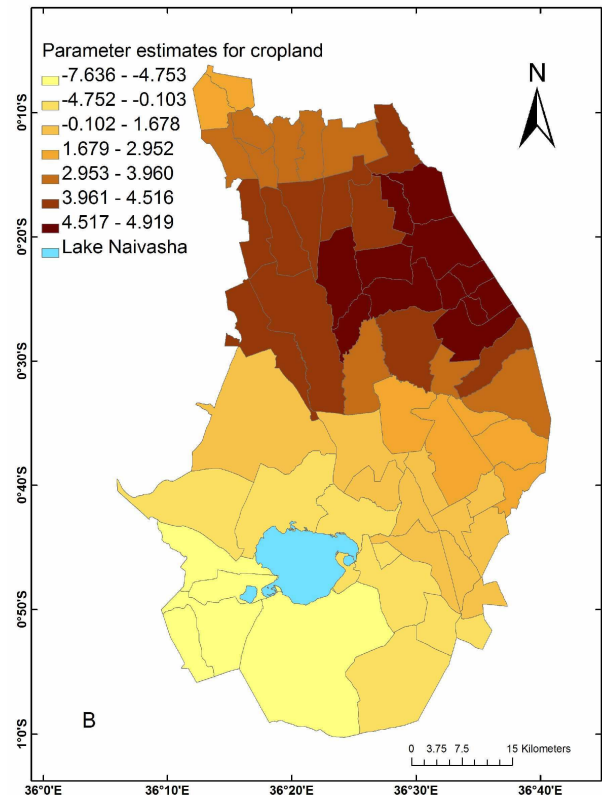 Parameter estimates for cropland
-7.636 - -4.753
-4.752 - -0.103
-0.102 - 1.678
1.679 - 2.952
2.953 - 3.960
3.961 - 4.516
4.517 - 4.919
Lake Naivasha
N
0°10'S
0°20'S
0°30'S
0°40'S
0°50'S
1°0'S
B
0 3.75 7.5 15 Kilometers
36°0'E 36°10'E 36°20'E 36°30'E 36°40'E